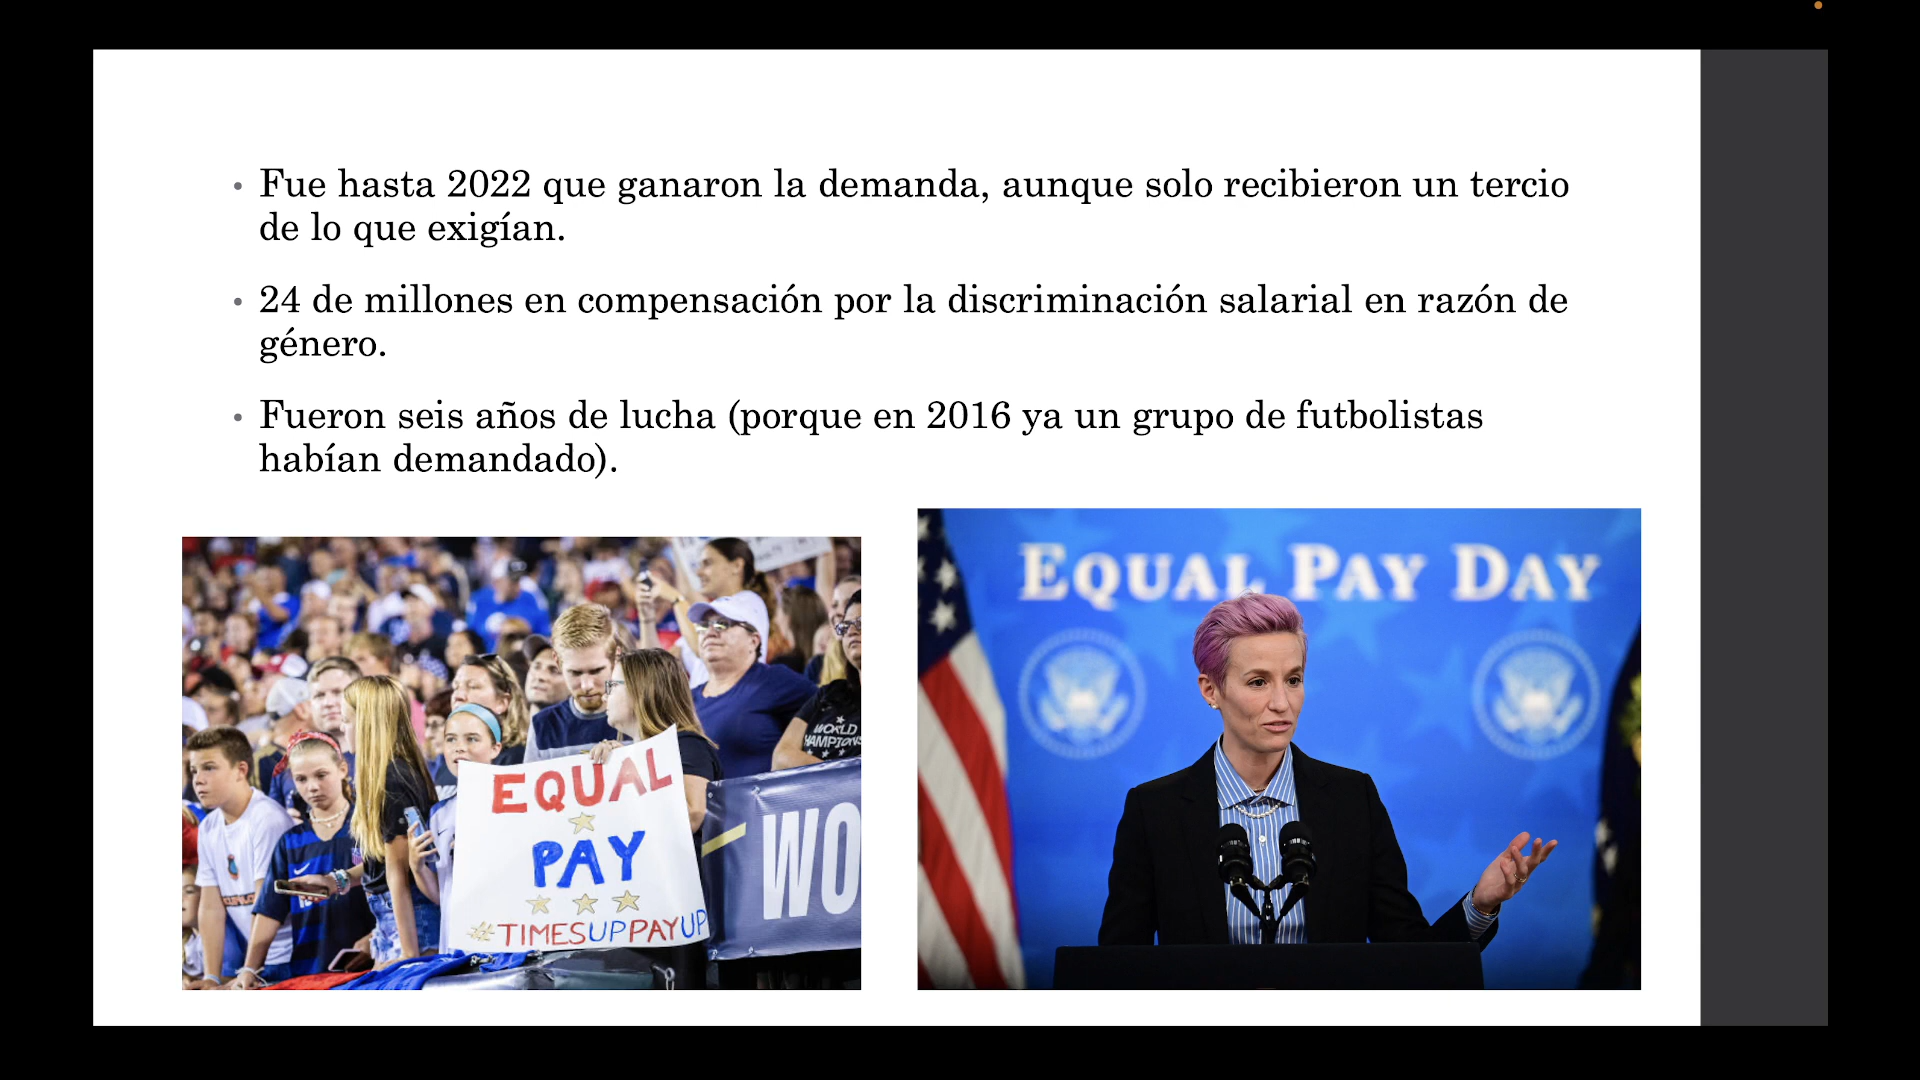 Fue hasta 2022 que ganaron la demanda, aunque solo recibieron un tercio
de lo que exigían.
24 de millones en compensación por la discriminación salarial en razón de
género.
Fueron seis años de lucha (porque en 2016 ya un grupo de futbolistas
habían demandado).
EQUAL PAY DAY
WORLD
HAMPIONS
EQUAL
PAY
#TIMESUPPAYUP
WO